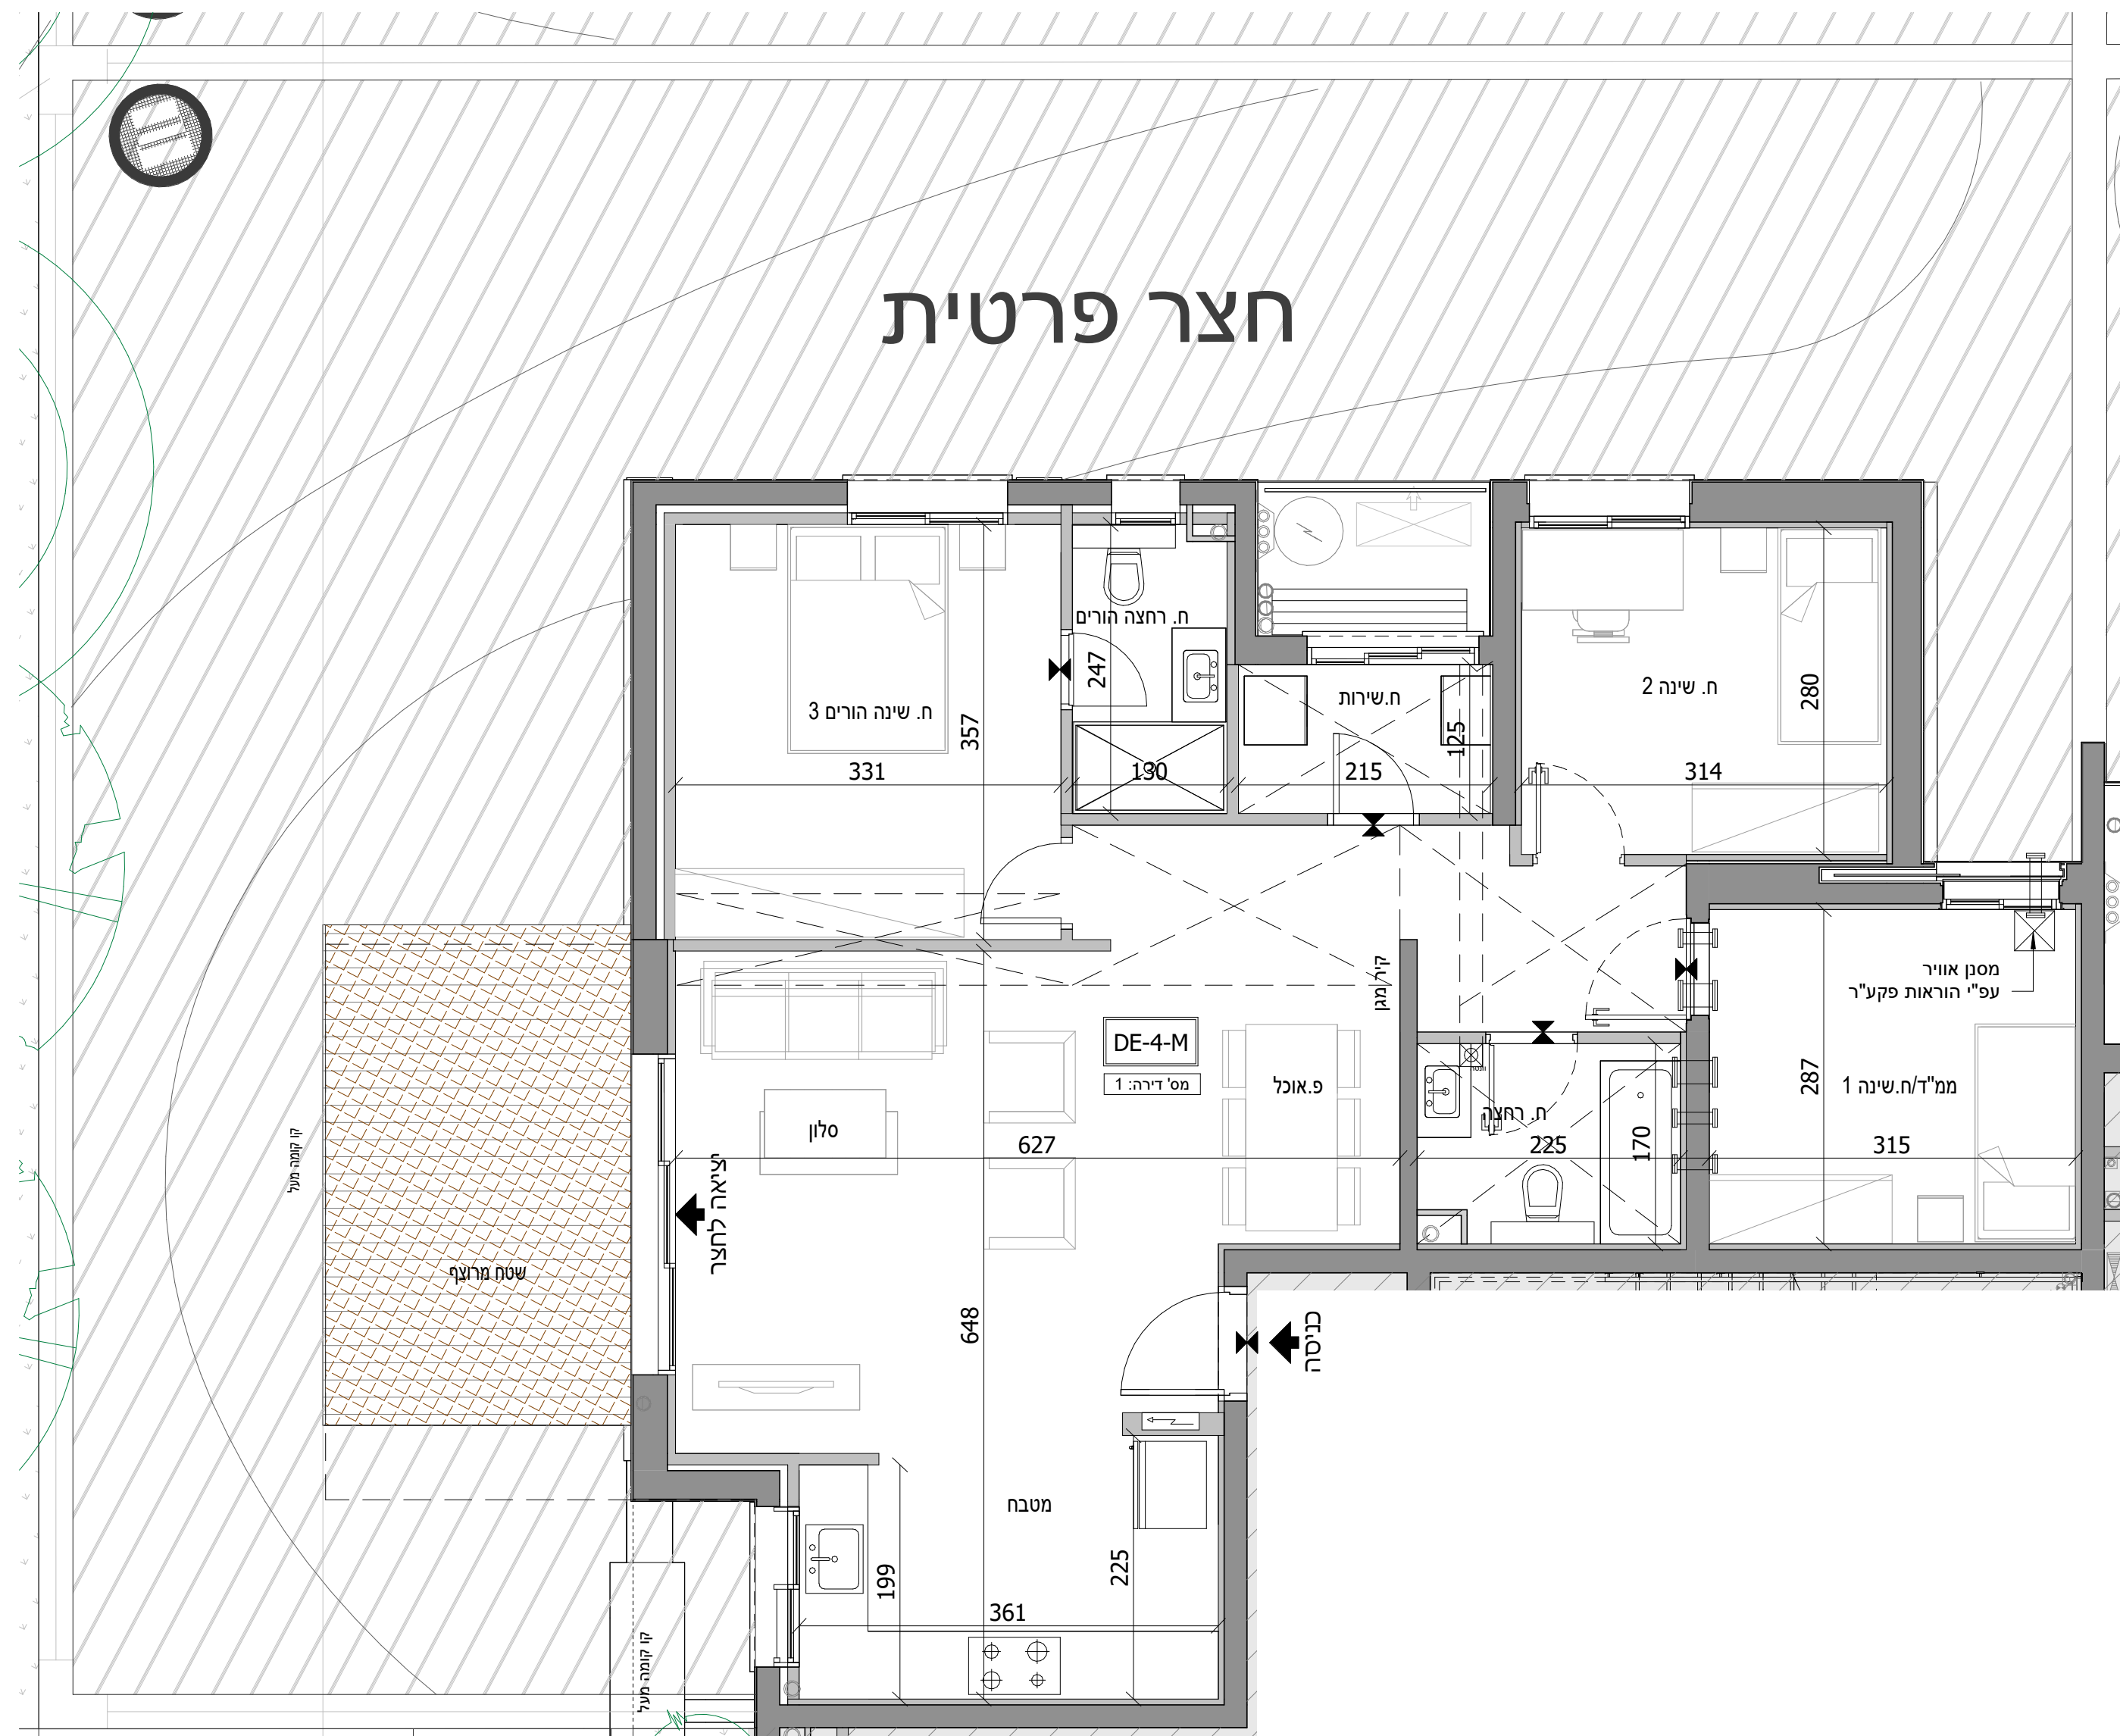 חצר פרטית
ח. רחצה הורים
247
ח. שינה הורים 3
357
331
130
ח.שירות
125
215
ח. שינה 2
280
314
מסנן אוויר
עפ"י הוראות פקע"ר
קיר מגן
DE-4-M
מס' דירה: 1
פ.אוכל
סלון
627
ח. רחצה
225
170
ממ"ד/ח.שינה 1
287
315
קו קומה מעל
יציאה לחצר
שטח מרוצף
648
כניסה
מטבח
199
225
361
קו קומה מעל